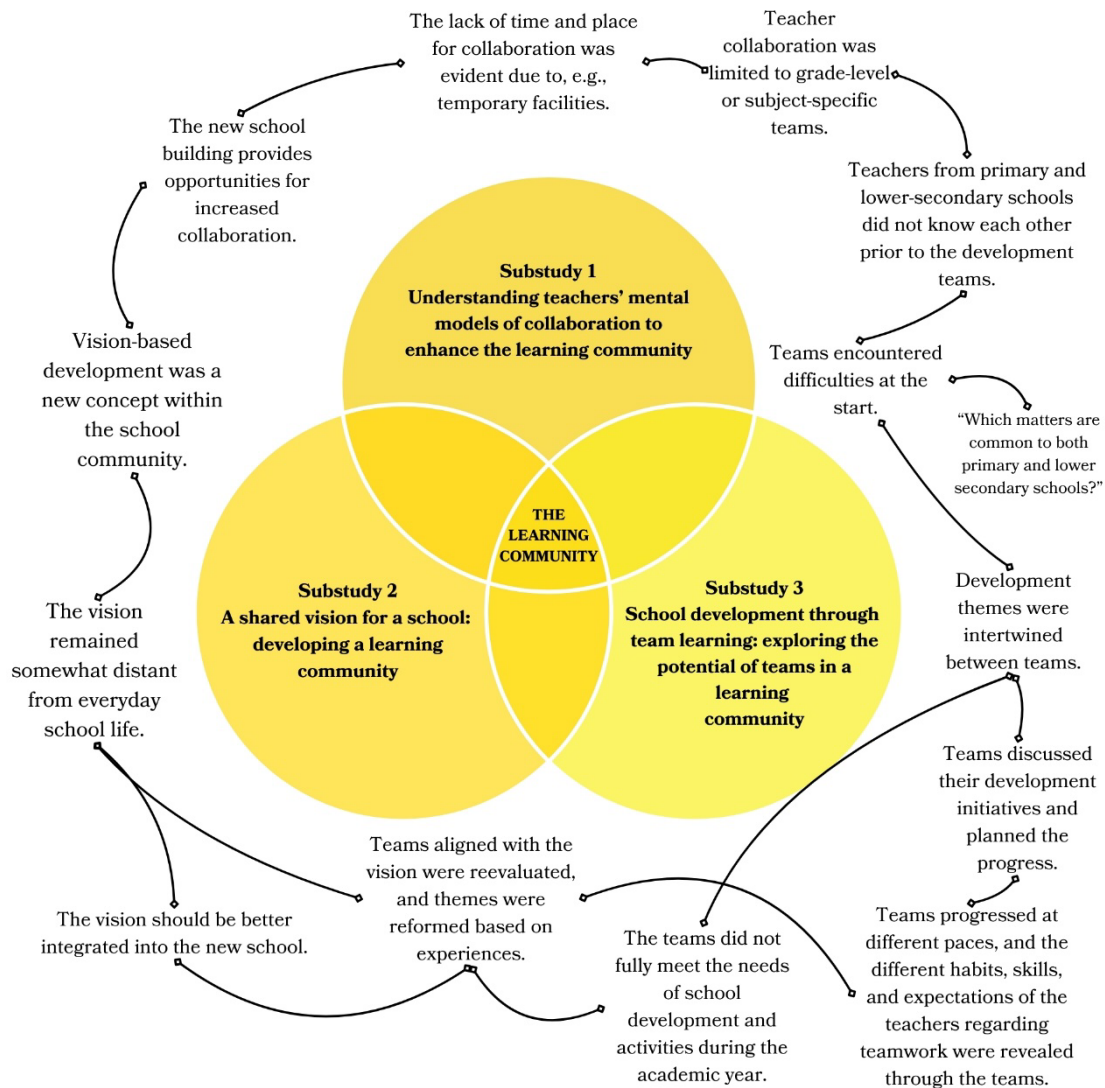 The lack of time and place
for collaboration was
evident due to, e.g.,
temporary facilities.
Teacher
collaboration was
limited to grade-level
or subject-specific
teams.
The new school
building provides
opportunities for
increased
collaboration.
Teachers from primary and
lower-secondary schools
did not know each other
prior to the development
teams.
Substudy 1
Understanding teachers’ mental
models of collaboration to
enhance the learning community
Vision-based
development was a
new concept within
the school
community.
Teams encountered
difficulties at the
start.
“Which matters are
common to both
primary and lower
secondary schools?”
THE
LEARNING
COMMUNITY
Substudy 2
A shared vision for a school:
developing a learning
community
Substudy 3
School development through
team learning: exploring the
potential of teams in a
learning
community
Development
themes were
intertwined
between teams.
The vision
remained
somewhat distant
from everyday
school life.
Teams discussed
their development
initiatives and
planned the
progress.
Teams aligned with the
vision were reevaluated,
and themes were
reformed based on
experiences.
The vision should be better
integrated into the new school.
The teams did not
fully meet the needs
of school
development and
activities during the
academic year.
Teams progressed at
different paces, and the
different habits, skills,
and expectations of the
teachers regarding
teamwork were revealed
through the teams.